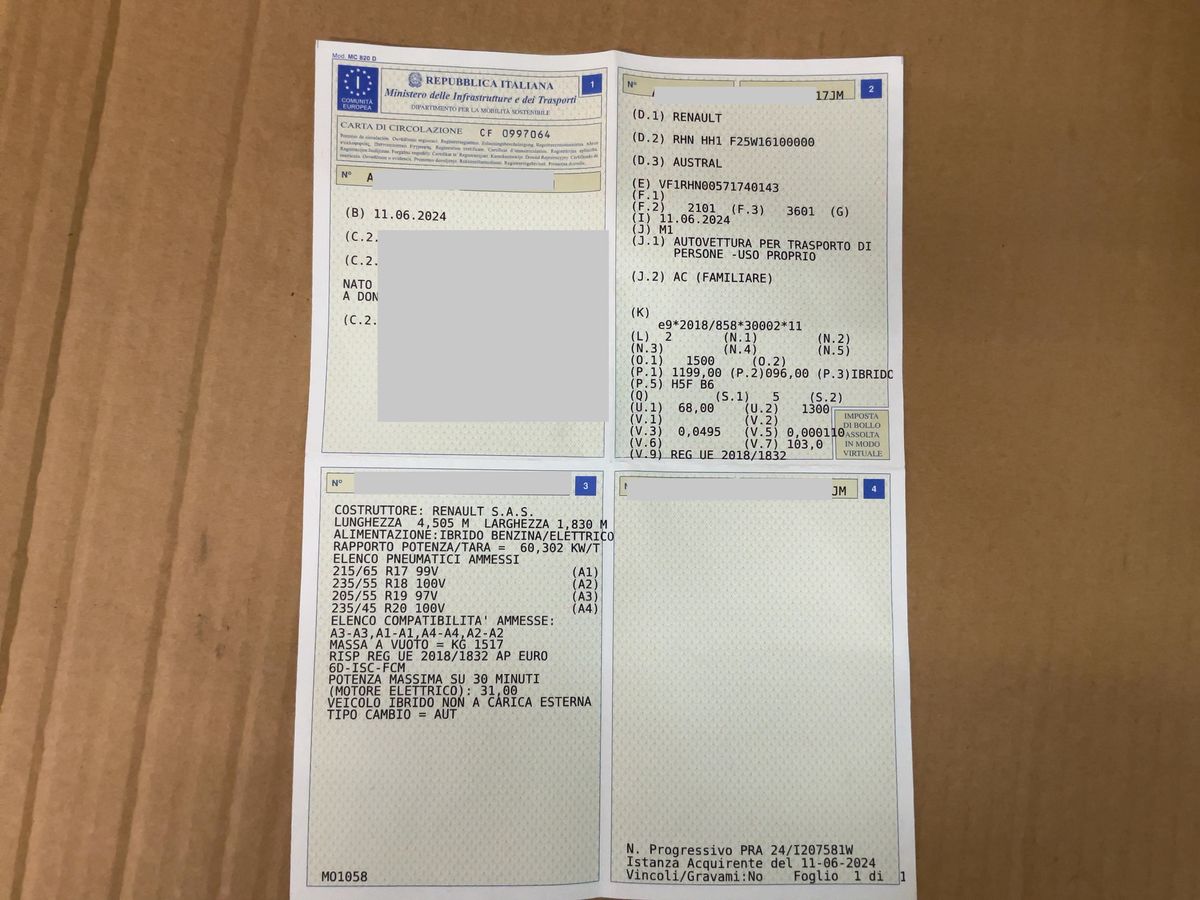 Mod. MC 820 D
I
COMUNITÀ
EUROPEA
REPUBBLICA ITALIANA
Ministero delle Infrastrutture e dei Trasporti
DIPARTIMENTO PER LA MOBILITÀ SOSTENIBILE
1
CARTA DI CIRCOLAZIONE CF 0997064
N° A
(B) 11.06.2024
(C.2.
(C.2.
NATO
A DON
(C.2.
N° 17JM
2
(D.1) RENAULT
(D.2) RHN HH1 F25W16100000
(D.3) AUSTRAL
(E) VF1RHN00571740143
(F.1)
(F.2) 2101 (F.3) 3601 (G)
(I) 11.06.2024
(J) M1
(J.1) AUTOVETTURA PER TRASPORTO DI
PERSONE -USO PROPRIO
(J.2) AC (FAMILIARE)
(K)
e9*2018/858*30002*11
(L) 2 (N.1) (N.2)
(N.3) (N.4) (N.5)
(O.1) 1500 (O.2)
(P.1) 1199,00 (P.2)096,00 (P.3)IBRIDO
(P.5) H5F B6
(Q) (S.1) 5 (S.2)
(U.1) 68,00 (U.2) 1300
(V.1) (V.2)
(V.3) 0,0495 (V.5) 0,000110
(V.6) (V.7) 103,0
(V.9) REG UE 2018/1832
IMPOSTA
DI BOLLO
ASSOLTA
IN MODO
VIRTUALE
N°
3
COSTRUTTORE: RENAULT S.A.S.
LUNGHEZZA 4,505 M LARGHEZZA 1,830 M
ALIMENTAZIONE:IBRIDO BENZINA/ELETTRICO
RAPPORTO POTENZA/TARA = 60,302 KW/T
ELENCO PNEUMATICI AMMESSI
215/65 R17 99V (A1)
235/55 R18 100V (A2)
205/55 R19 97V (A3)
235/45 R20 100V (A4)
ELENCO COMPATIBILITA' AMMESSE:
A3-A3,A1-A1,A4-A4,A2-A2
MASSA A VUOTO = KG 1517
RISP REG UE 2018/1832 AP EURO
6D-ISC-FCM
POTENZA MASSIMA SU 30 MINUTI
(MOTORE ELETTRICO): 31,00
VEICOLO IBRIDO NON A CARICA ESTERNA
TIPO CAMBIO = AUT
MO1058
JM
4
N. Progressivo PRA 24/I207581W
Istanza Acquirente del 11-06-2024
Vincoli/Gravami:No Foglio 1 di 1